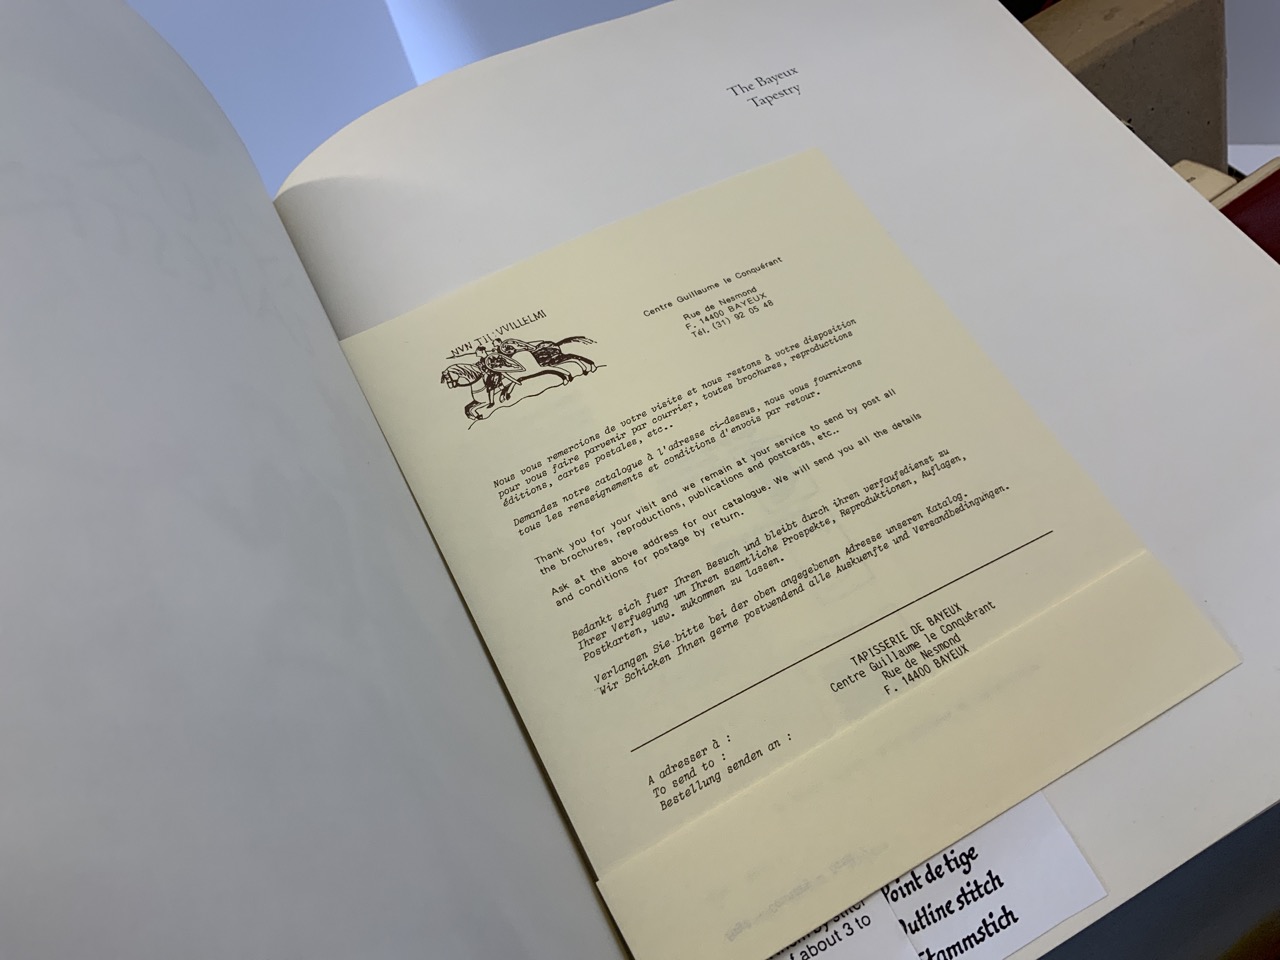 The Bayeux
Tapestry
NVNTII : VVILLELMI
Centre Guillaume le Conquérant
Rue de Nesmond
F. 14400 BAYEUX
Tél. (31) 92 05 48
Nous vous remercions de votre visite et nous restons à votre disposition
pour vous faire parvenir par courrier, toutes brochures, reproductions
éditions, cartes postales, etc..
Demandez notre catalogue à l'adresse ci-dessus, nous vous fournirons
tous les renseignements et conditions d'envois par retour.
Thank you for your visit and we remain at your service to send by post all
the brochures, reproductions, publications and postcards, etc..
Ask at the above address for our catalogue. We will send you all the details
and conditions for postage by return.
Bedankt sich fuer Ihren Besuch und bleibt durch ihren verfaufsdienst zu
Ihrer Verfuegung um Ihren saemtliche Prospekte, Reproduktionen, Auflagen,
Postkarten, usw. zukommen zu lassen.
Verlangen Sie bitte bei der oben angegebenen Adresse unseren Katalog.
Wir Schicken Ihnen gerne postwendend alle Auskuenfte und Versandbedingungen.
TAPISSERIE DE BAYEUX
Centre Guillaume le Conquérant
Rue de Nesmond
F. 14400 BAYEUX
A adresser à :
To send to :
Bestellung senden an :
Point de tige
Outline stitch
Stammstich
about 3 to